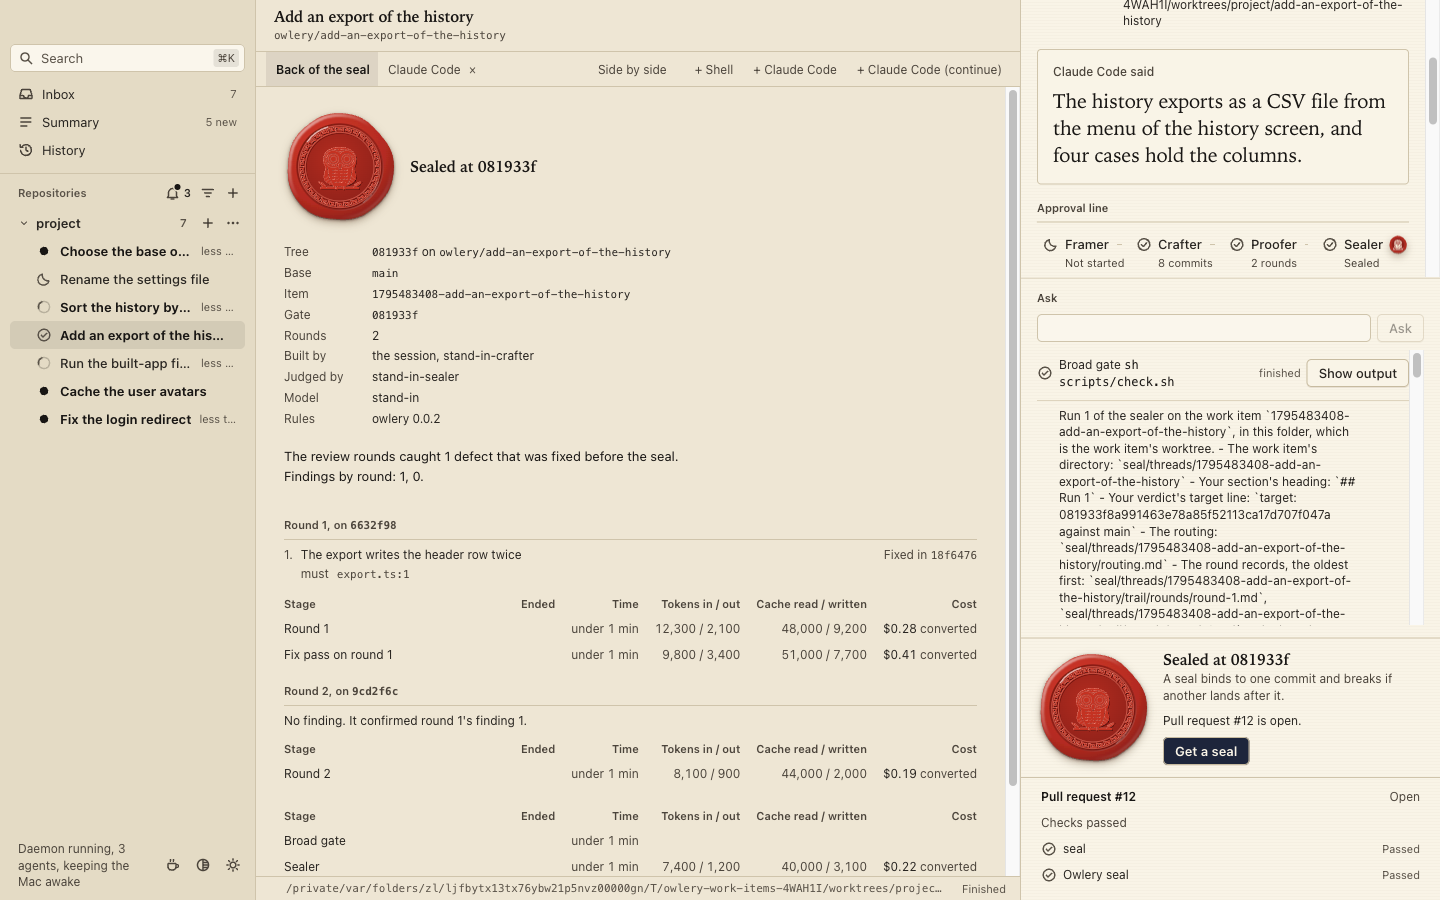 Search ⌘K
Inbox 7
Summary 5 new
History
Repositories 3
project 7
Choose the base o... less ...
Rename the settings file
Sort the history by... less ...
Add an export of the his...
Run the built-app fi... less ...
Cache the user avatars
Fix the login redirect less t...
Daemon running, 3
agents, keeping the
Mac awake
Add an export of the history
owlery/add-an-export-of-the-history
Back of the seal Claude Code × Side by side + Shell + Claude Code + Claude Code (continue)
Sealed at 081933f
Tree 081933f on owlery/add-an-export-of-the-history
Base main
Item 1795483408-add-an-export-of-the-history
Gate 081933f
Rounds 2
Built by the session, stand-in-crafter
Judged by stand-in-sealer
Model stand-in
Rules owlery 0.0.2
The review rounds caught 1 defect that was fixed before the seal.
Findings by round: 1, 0.
Round 1, on 6632f98
1. The export writes the header row twice Fixed in 18f6476
must export.ts:1
Stage Ended Time Tokens in / out Cache read / written Cost
Round 1 under 1 min 12,300 / 2,100 48,000 / 9,200 $0.28 converted
Fix pass on round 1 under 1 min 9,800 / 3,400 51,000 / 7,700 $0.41 converted
Round 2, on 9cd2f6c
No finding. It confirmed round 1's finding 1.
Stage Ended Time Tokens in / out Cache read / written Cost
Round 2 under 1 min 8,100 / 900 44,000 / 2,000 $0.19 converted
Stage Ended Time Tokens in / out Cache read / written Cost
Broad gate under 1 min
Sealer under 1 min 7,400 / 1,200 40,000 / 3,100 $0.22 converted
/private/var/folders/zl/ljfbytx13tx76ybw21p5nvz00000gn/T/owlery-work-items-4WAH1I/worktrees/projec... Finished
4WAH1I/worktrees/project/add-an-export-of-the-
history
Claude Code said
The history exports as a CSV file from
the menu of the history screen, and
four cases hold the columns.
Approval line
Framer Crafter Proofer Sealer
Not started 8 commits 2 rounds Sealed
Ask
Ask
Broad gate sh
scripts/check.sh finished Show output
Run 1 of the sealer on the work item `1795483408-
add-an-export-of-the-history`, in this folder, which
is the work item's worktree. - The work item's
directory: `seal/threads/1795483408-add-an-
export-of-the-history` - Your section's heading: `##
Run 1` - Your verdict's target line: `target:
081933f8a991463e78a85f52113ca17d707f047a
against main` - The routing:
`seal/threads/1795483408-add-an-export-of-the-
history/routing.md` - The round records, the oldest
first: `seal/threads/1795483408-add-an-export-of-
the-history/trail/rounds/round-1.md`,
`seal/threads/1795483408-add-an-export-of-the-
Sealed at 081933f
A seal binds to one commit and breaks if
another lands after it.
Pull request #12 is open.
Get a seal
Pull request #12 Open
Checks passed
seal Passed
Owlery seal Passed